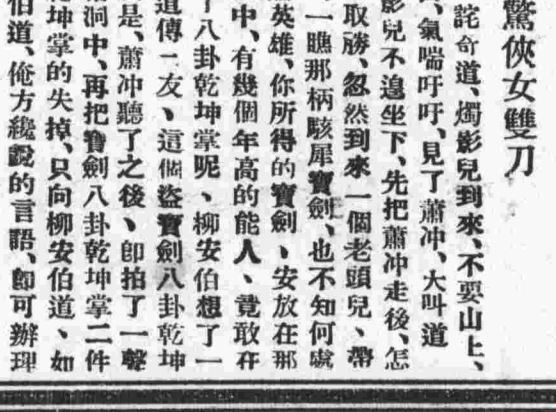 驚俠女雙刀
詫奇道、燭影兒到來、不要山上、
、氣喘吁吁、見了蕭冲、大叫道
影兒不遑坐下、先把蕭冲走後、怎
取勝、忽然到來一個老頭兒、帶
一瞧那柄駭犀寶劍、也不知何處
英雄、你所得的寶劍、安放在那
中、有幾個年高的能人、竟敢在
了八卦乾坤掌呢、柳安伯想了一
道傳一友、這個盜寶劍八卦乾坤
是、蕭冲聽了之後、卽拍了一聲
洞中、再把寶劍八卦乾坤掌二件
坤掌的失掉、只向柳安伯道、如
伯道、俺方纔說的言語、卽可辦理